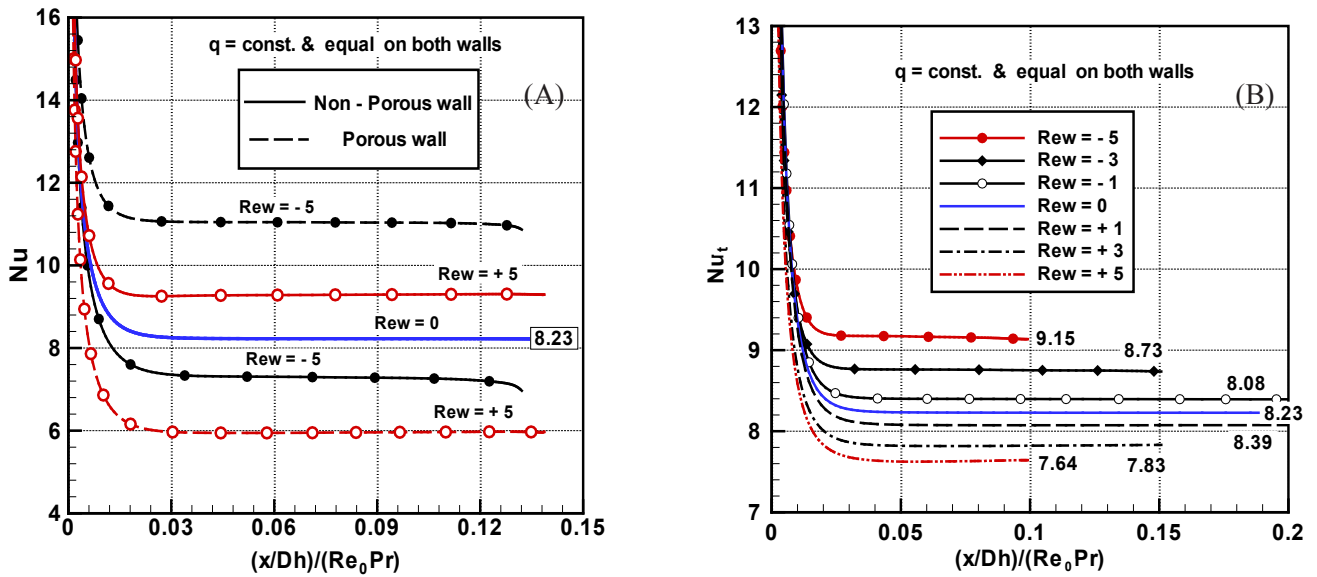 16
14
12
10
8
6
4
Nu
q = const. & equal on both walls
Non - Porous wall
Porous wall
(A)
Rew = - 5
Rew = + 5
Rew = 0
8.23
Rew = - 5
Rew = + 5
0
0.03
0.06
0.09
0.12
0.15
(x/Dh)/(Re₀Pr)
13
12
11
10
9
8
7
Nuₜ
q = const. & equal on both walls
(B)
Rew = - 5
Rew = - 3
Rew = - 1
Rew = 0
Rew = + 1
Rew = + 3
Rew = + 5
9.15
8.73
8.08
8.23
8.39
7.64
7.83
0
0.05
0.1
0.15
0.2
(x/Dh)/(Re₀Pr)